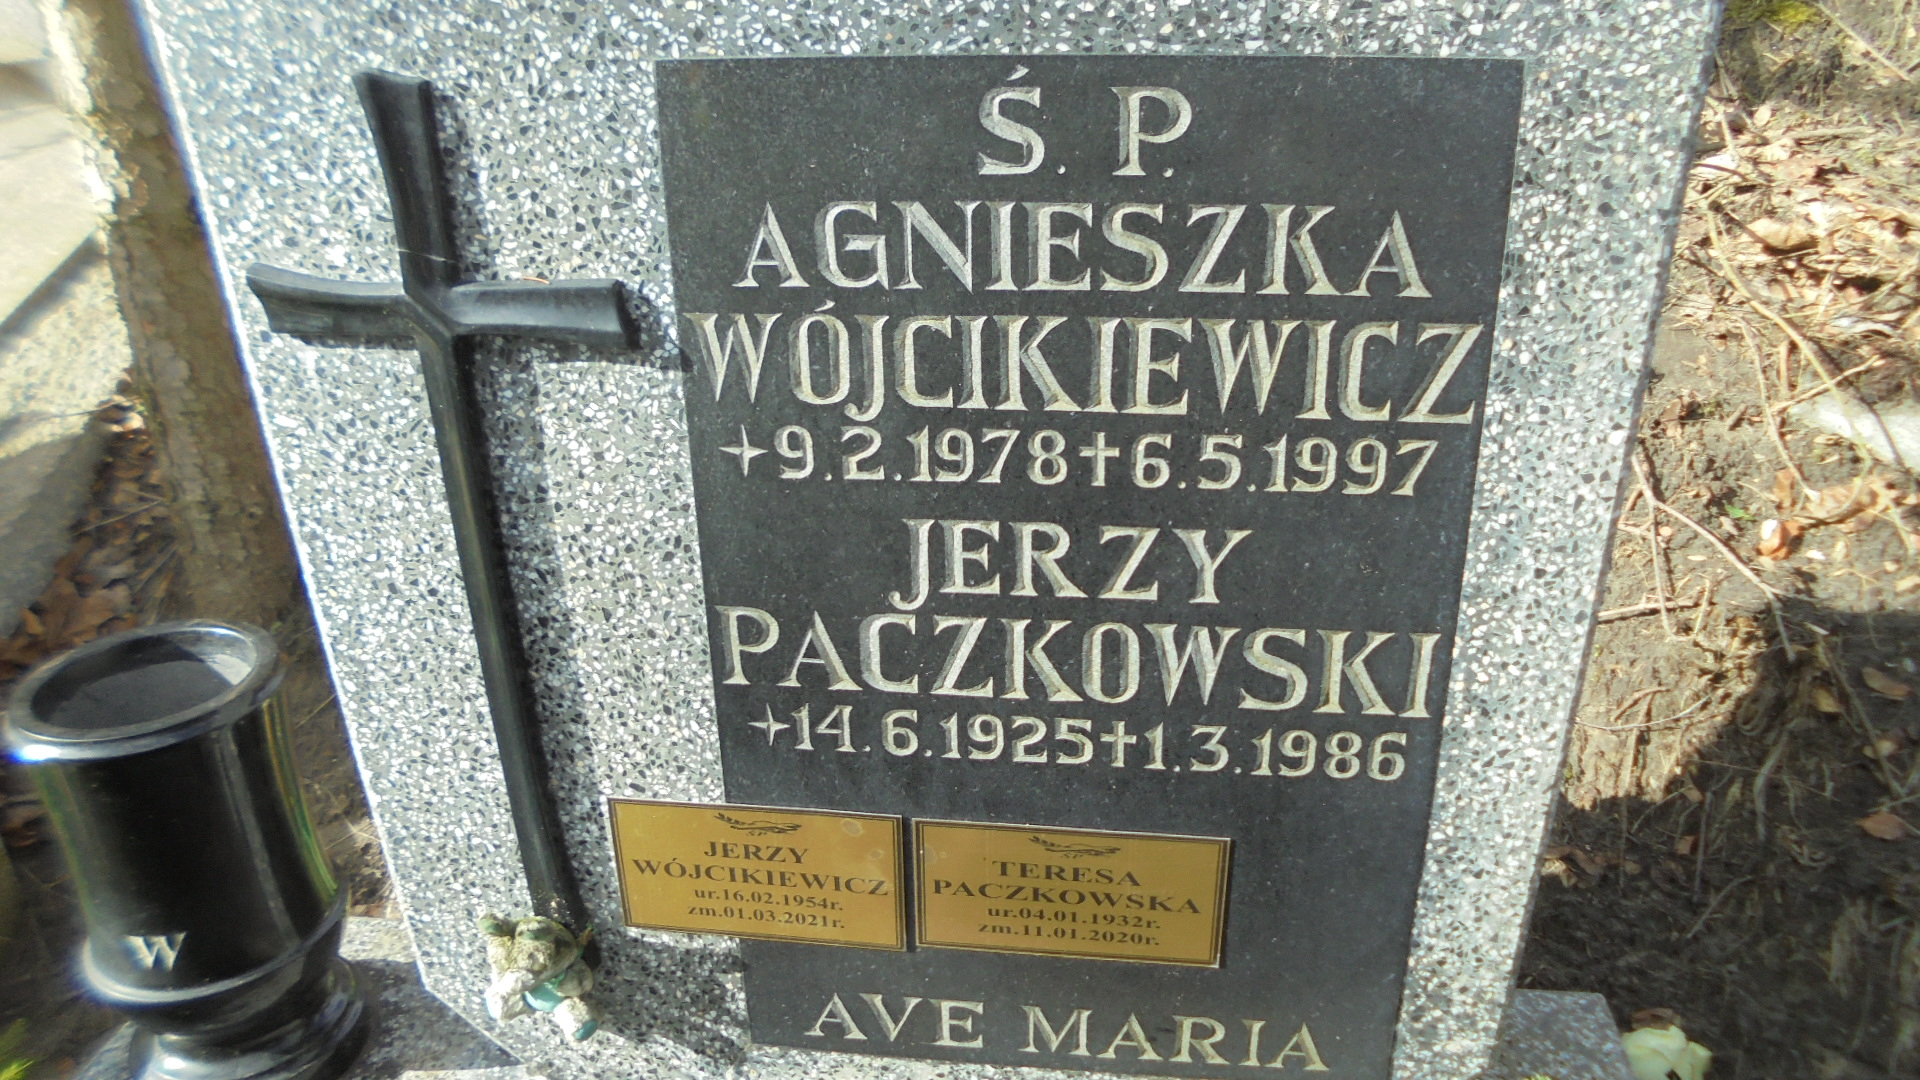 Ś. P.
AGNIESZKA
WÓJCIKIEWICZ
+9.2.1978✝6.5.1997
JERZY
PACZKOWSKI
+14.6.1925✝1.3.1986
ŚP
JERZY
WÓJCIKIEWICZ
ur.16.02.1954r.
zm.01.03.2021r.
ŚP
TERESA
PACZKOWSKA
ur.04.01.1932r.
zm.11.01.2020r.
AVE MARIA
W